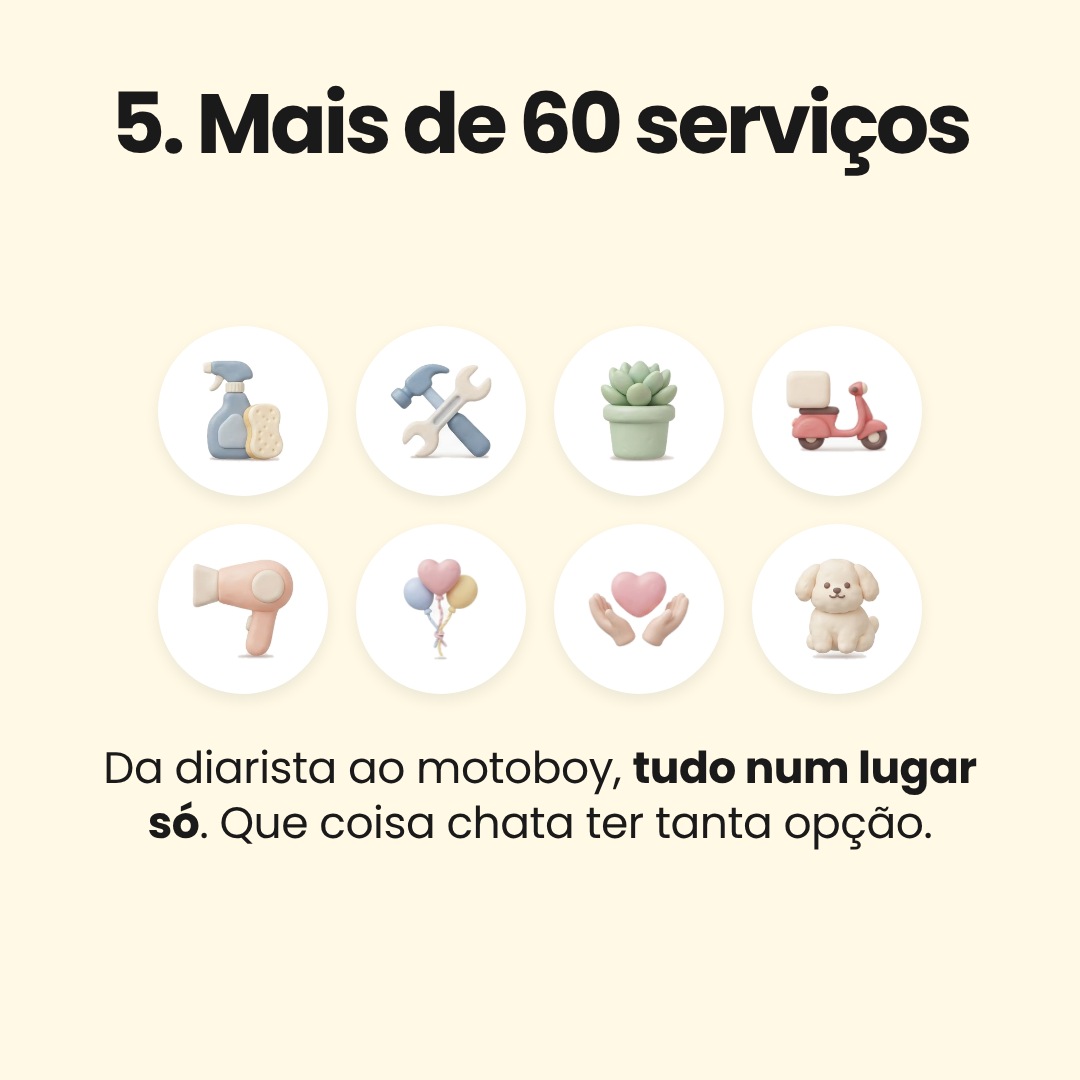 5. Mais de 60 serviços
Da diarista ao motoboy, tudo num lugar
só. Que coisa chata ter tanta opção.